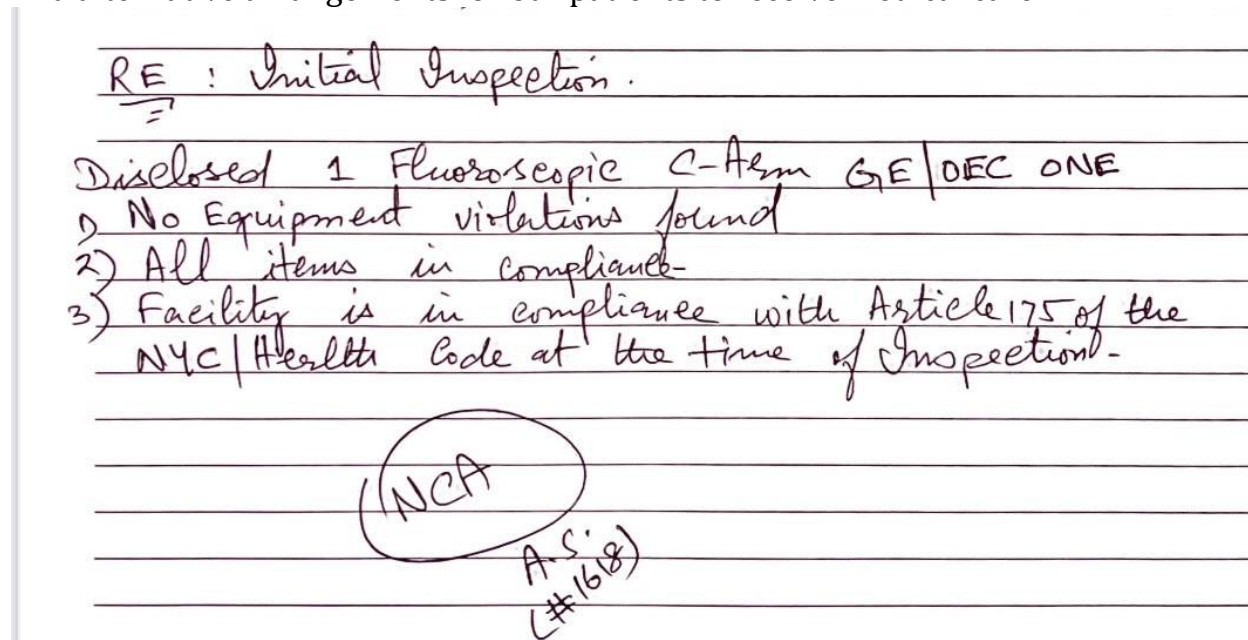 RE : Initial Inspection.
Disclosed 1 Fluoroscopic C-Arm GE/OEC ONE
1) No Equipment violations found
2) All items in compliance-
3) Facility is in compliance with Article 175 of the
NYC/Health Code at the time of Inspection-
NCA
A.S.
(#1618)